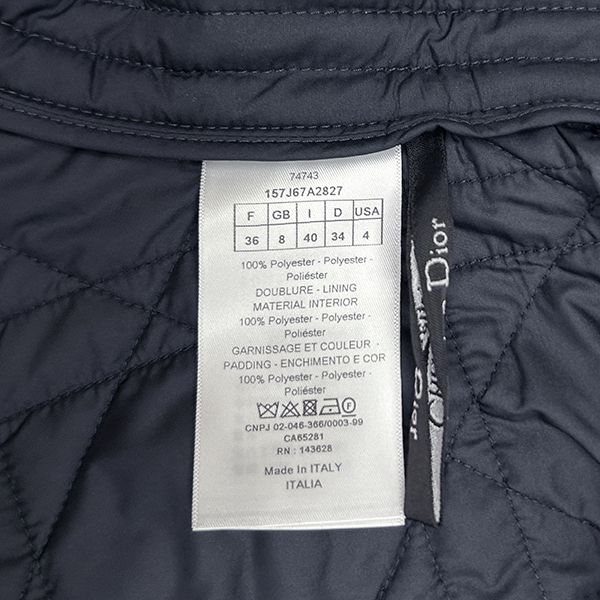 74743
157J67A2827
F GB I D USA
36 8 40 34 4
100% Polyester - Polyester -
Poliéster
DOUBLURE - LINING
MATERIAL INTERIOR
100% Polyester - Polyester -
Poliéster
GARNISSAGE ET COULEUR -
PADDING - ENCHIMENTO E COR
100% Polyester - Polyester -
Poliéster
F
CNPJ 02-046-366/0003-99
CA65281
RN : 143628
Made In ITALY
ITALIA
Dior
Dior